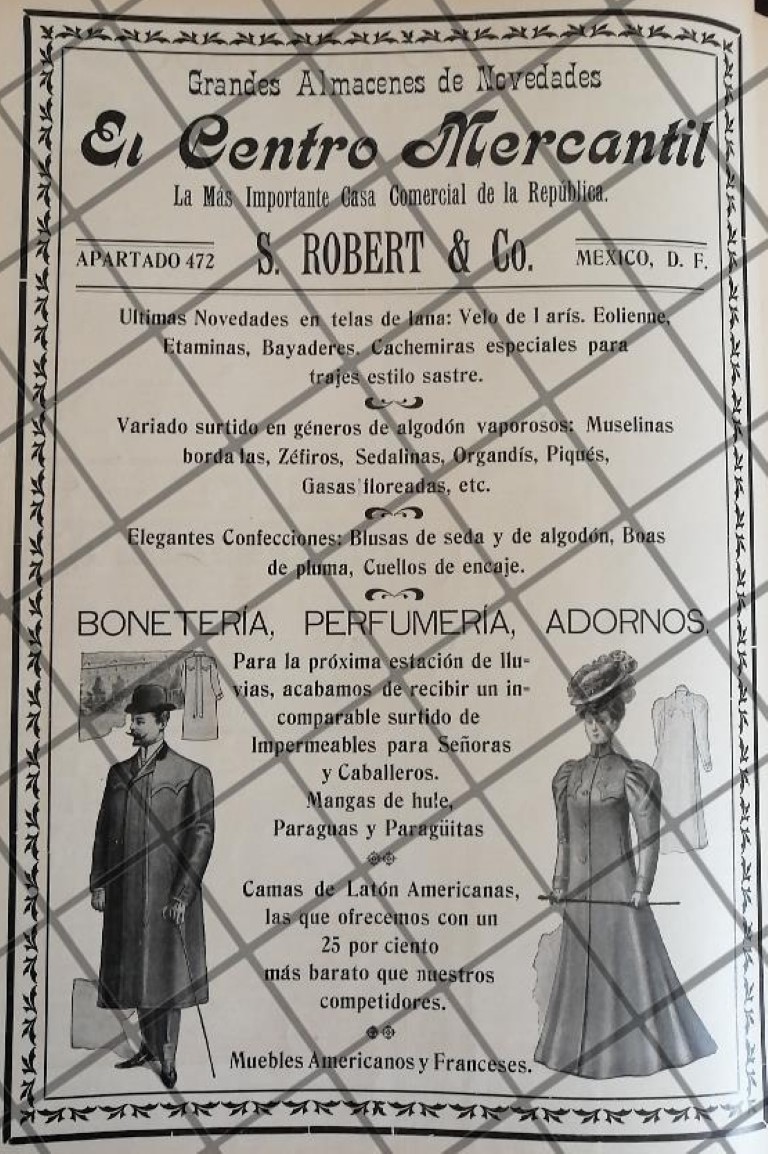 Grandes Almacenes de Novedades
El Centro Mercantil
La Más Importante Casa Comercial de la República.
APARTADO 472 S. ROBERT & Co. MEXICO, D. F.
Ultimas Novedades en telas de lana: Velo de I arís. Eolienne,
Etaminas, Bayaderes. Cachemiras especiales para
trajes estilo sastre.
Variado surtido en géneros de algodón vaporosos: Muselinas
borda las, Zéfiros, Sedalinas, Organdís, Piqués,
Gasas floreadas, etc.
Elegantes Confecciones: Blusas de seda y de algodón, Boas
de pluma, Cuellos de encaje.
BONETERÍA, PERFUMERÍA, ADORNOS.
Para la próxima estación de llu-
vias, acabamos de recibir un in-
comparable surtido de
Impermeables para Señoras
y Caballeros.
Mangas de hule,
Paraguas y Paragüitas
Camas de Latón Americanas,
las que ofrecemos con un
25 por ciento
más barato que nuestros
competidores.
Muebles Americanos y Franceses.